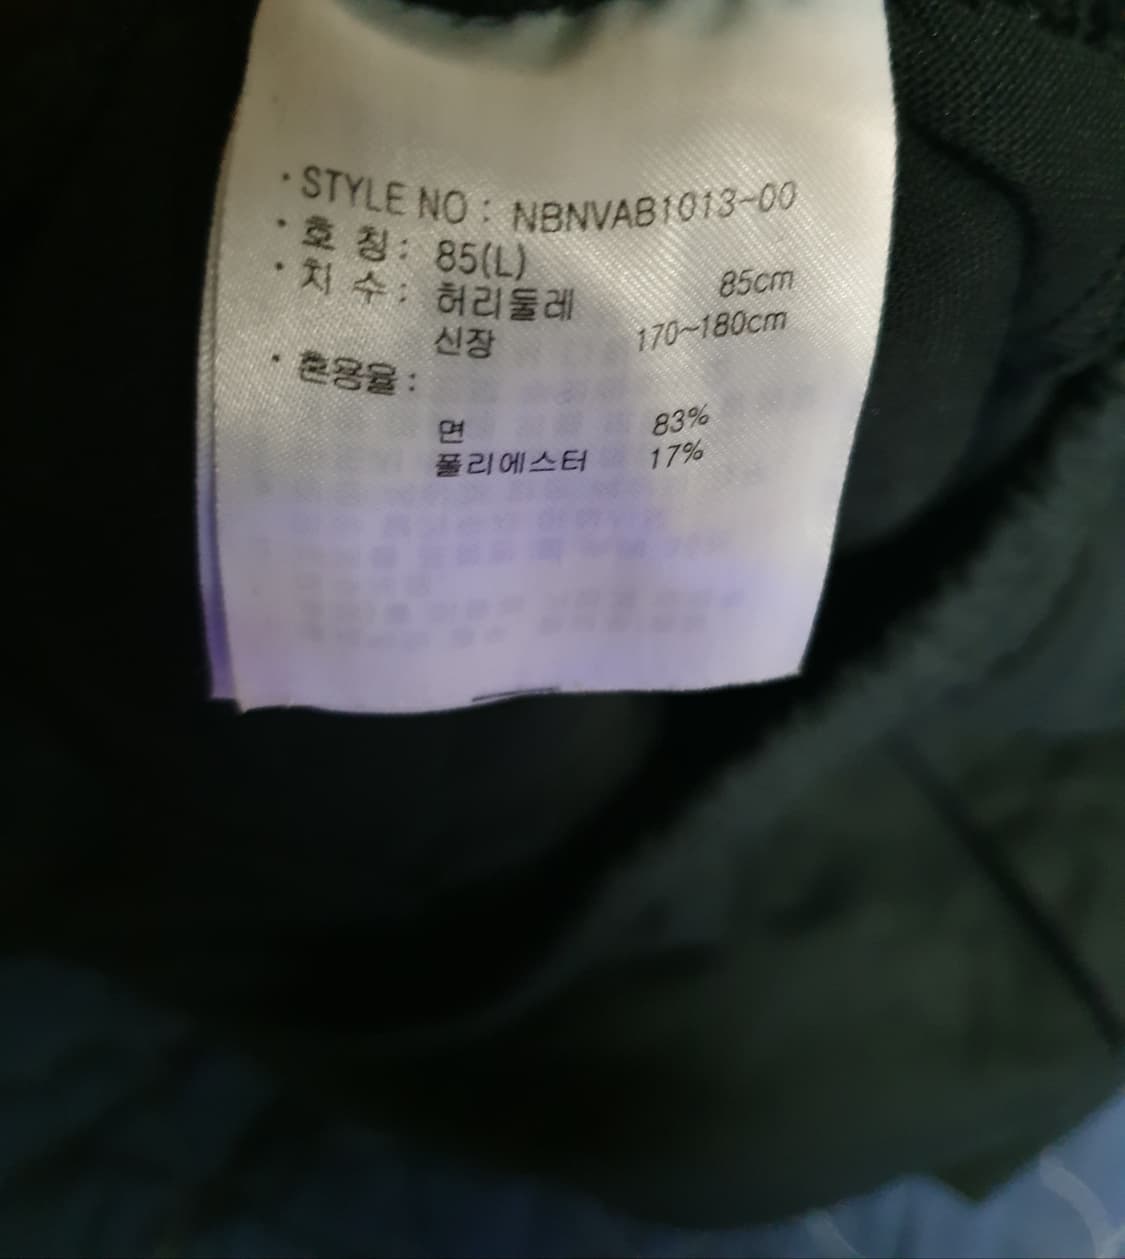 · STYLE NO : NBNVAB1013-00
· 호 칭 : 85(L)
· 치 수 : 허리둘레 85cm
신장 170~180cm
· 혼용율 :
면 83%
폴리에스터 17%